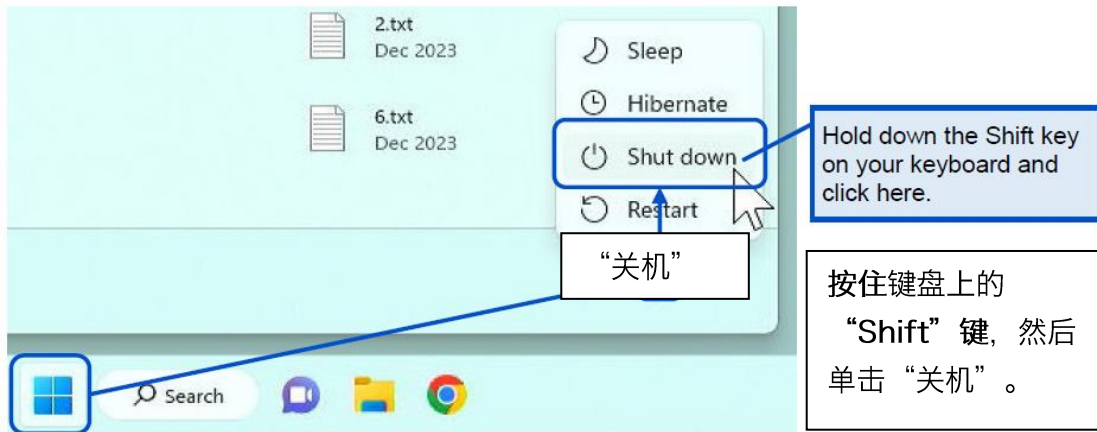 2.txt
Dec 2023
6.txt
Dec 2023
Sleep
Hibernate
Shut down
Restart
Hold down the Shift key
on your keyboard and
click here.
“关机”
按住键盘上的
“Shift”键，然后
单击“关机”。
Search